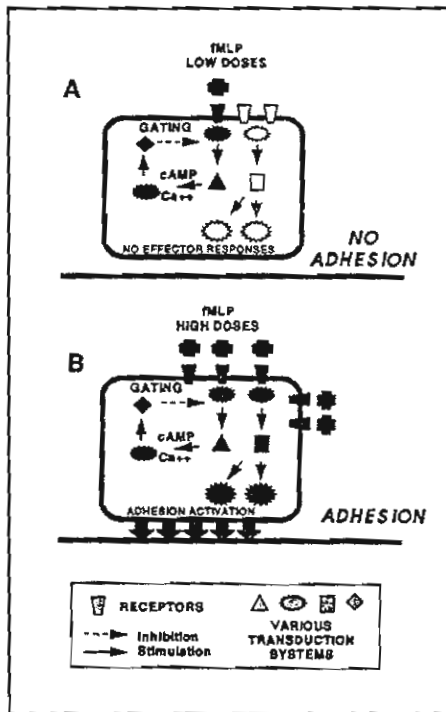 fMLP
LOW DOSES
A
GATING
cAMP
Ca++
NO EFFECTOR RESPONSES
NO
ADHESION
fMLP
HIGH DOSES
B
GATING
cAMP
Ca++
ADHESION ACTIVATION
ADHESION
RECEPTORS
Inhibition
Stimulation
VARIOUS
TRANSDUCTION
SYSTEMS